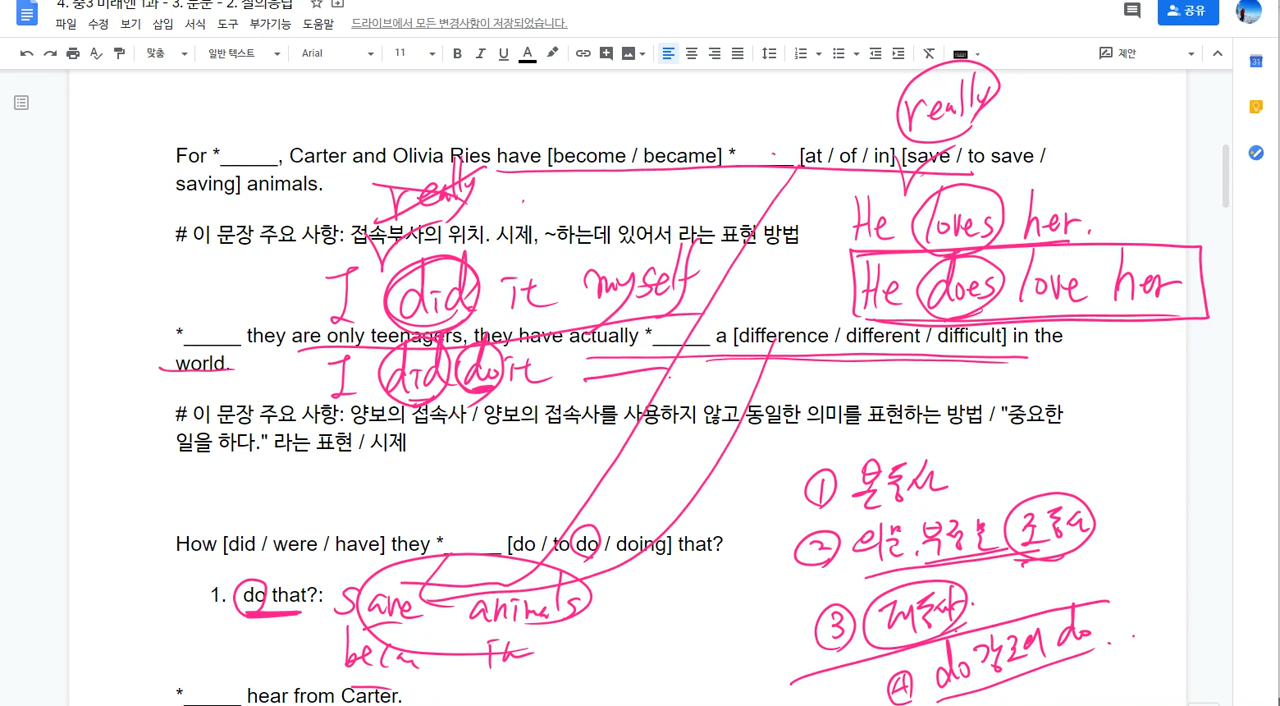 4. 중3 미래엔 1과 - 3. 본문 - 2. 질의응답
파일 수정 보기 삽입 서식 도구 부가기능 도움말 드라이브에서 모든 변경사항이 저장되었습니다.
공유
맞춤 일반 텍스트 Arial 11 B I U A 제안
really
For *_____, Carter and Olivia Ries have [become / became] *_____ [at / of / in] [save / to save /
saving] animals.
really
He loves her.
# 이 문장 주요 사항: 접속부사의 위치. 시제, ~하는데 있어서 라는 표현 방법
I did it myself
He does love her
*_____ they are only teenagers, they have actually *_____ a [difference / different / difficult] in the
world.
I did do it
# 이 문장 주요 사항: 양보의 접속사 / 양보의 접속사를 사용하지 않고 동일한 의미를 표현하는 방법 / "중요한
일을 하다." 라는 표현 / 시제
① 본동사
② 의문, 부정문 조동사
How [did / were / have] they *_____ [do / to do / doing] that?
1. do that?: save animals
③ 대동사.
④ do 강조의 do
*_____ hear from Carter.